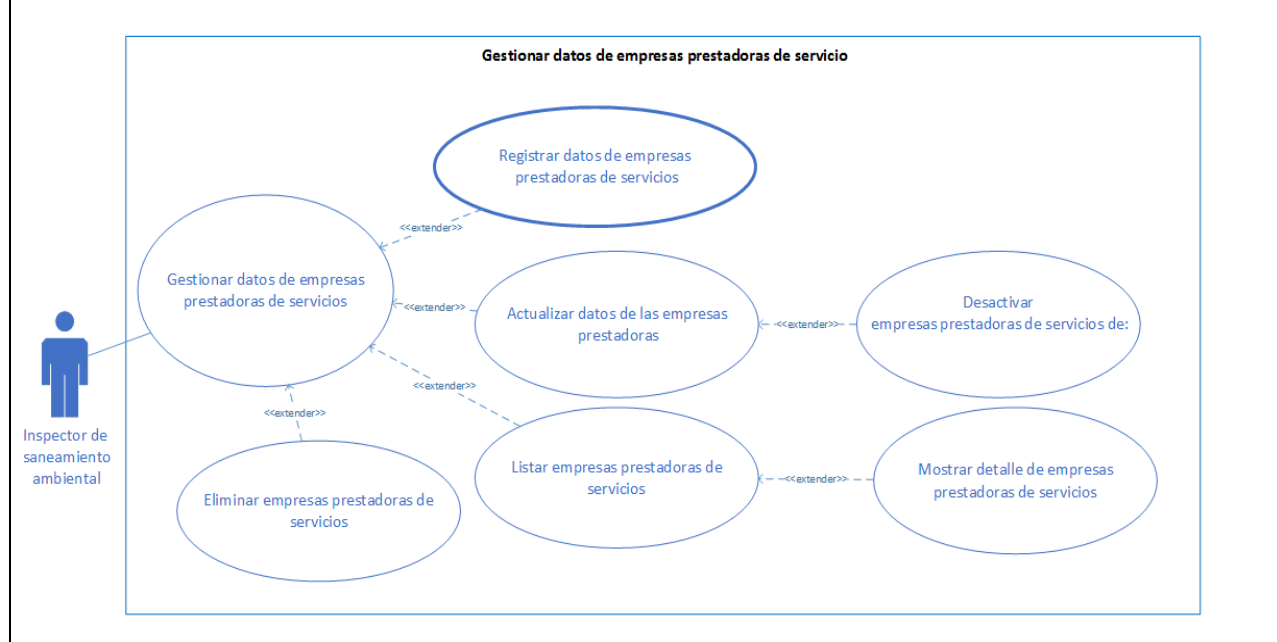 Gestionar datos de empresas prestadoras de servicio
Registrar datos de empresas
prestadoras de servicios
<<extender>>
Gestionar datos de empresas
prestadoras de servicios
<<extender>>
Actualizar datos de las empresas
prestadoras
<<extender>>
Desactivar
empresas prestadoras de servicios de:
<<extender>>
<<extender>>
Inspector de
saneamiento
ambiental
Eliminar empresas prestadoras de
servicios
Listar empresas prestadoras de
servicios
<<extender>>
Mostrar detalle de empresas
prestadoras de servicios